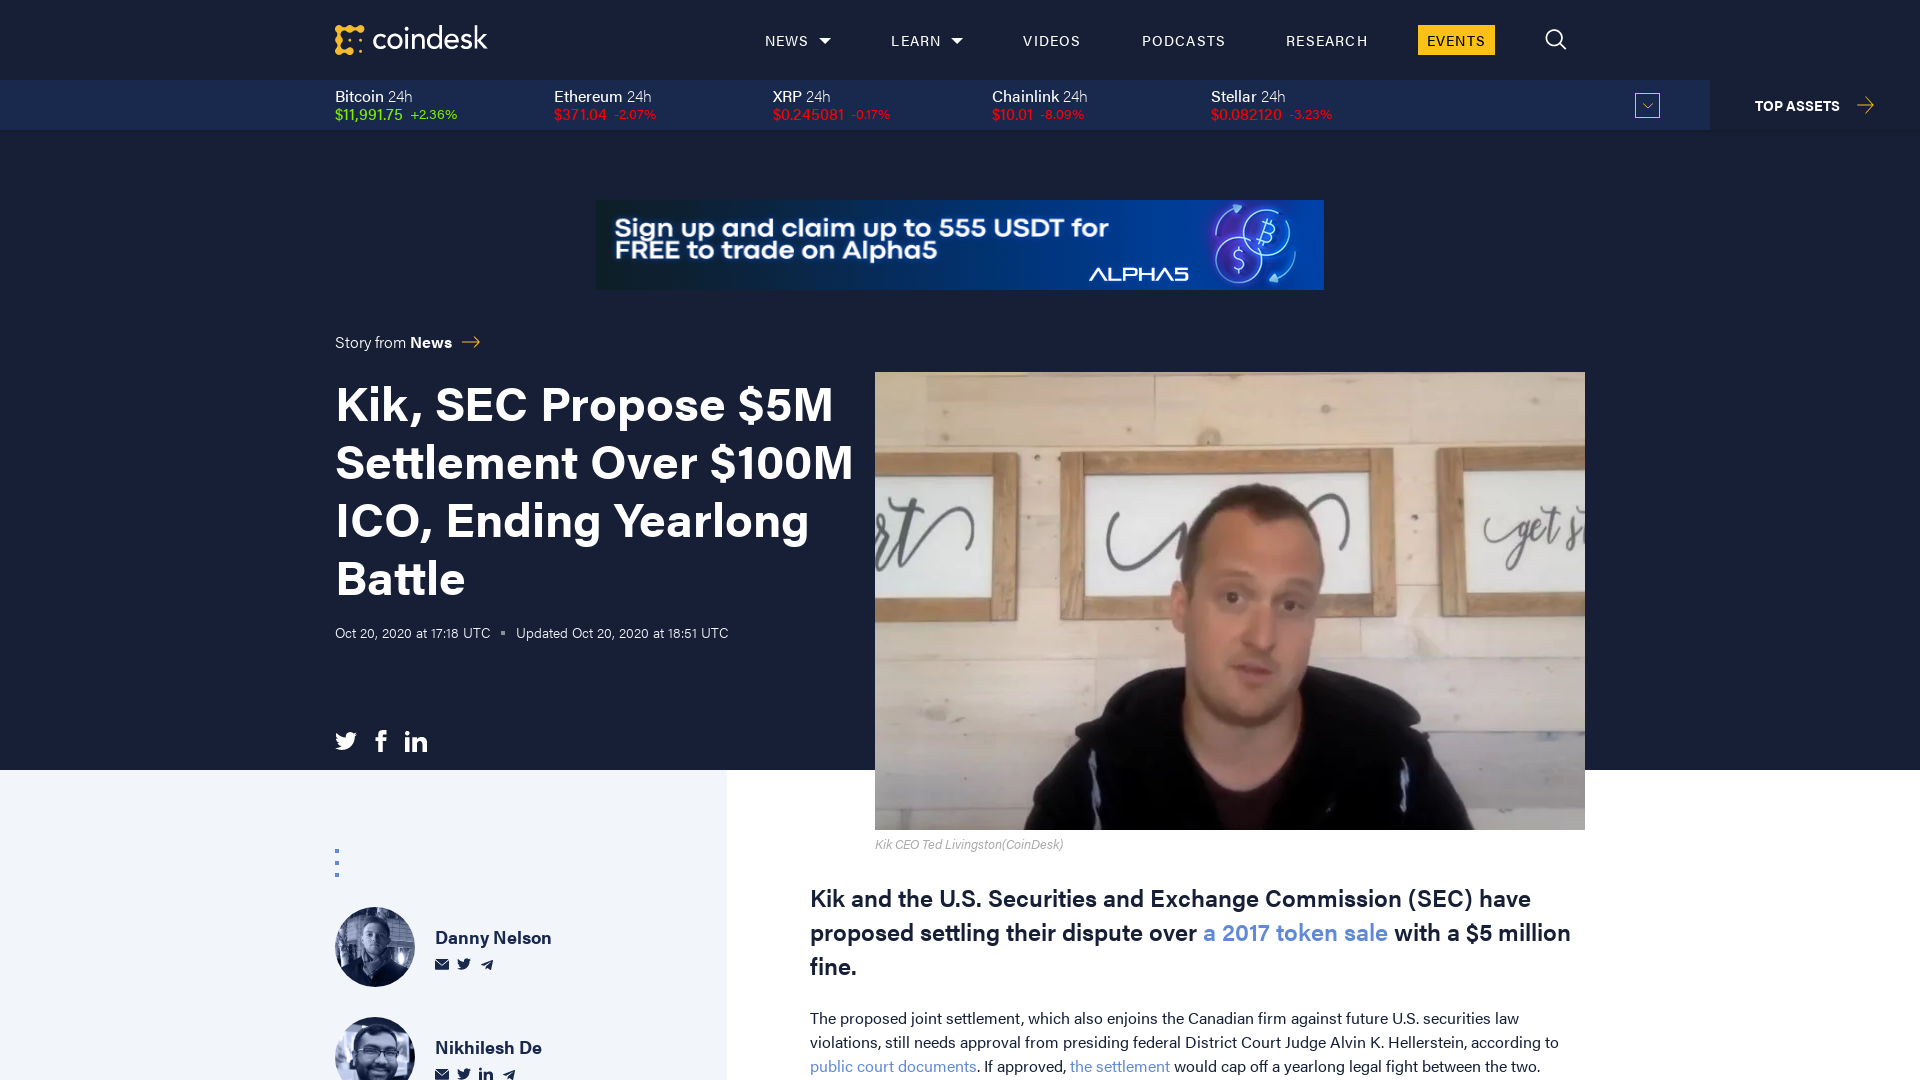 coindesk
NEWS
LEARN
VIDEOS
PODCASTS
RESEARCH
EVENTS
Bitcoin 24h
$11,991.75 +2.36%
Ethereum 24h
$371.04 -2.07%
XRP 24h
$0.245081 -0.17%
Chainlink 24h
$10.01 -8.09%
Stellar 24h
$0.082120 -3.23%
TOP ASSETS
Sign up and claim up to 555 USDT for
FREE to trade on Alpha5
ALPHA5
Story from News
Kik, SEC Propose $5M
Settlement Over $100M
ICO, Ending Yearlong
Battle
Oct 20, 2020 at 17:18 UTC
Updated Oct 20, 2020 at 18:51 UTC
Kik CEO Ted Livingston(CoinDesk)
Danny Nelson
Nikhilesh De
Kik and the U.S. Securities and Exchange Commission (SEC) have
proposed settling their dispute over a 2017 token sale with a $5 million
fine.
The proposed joint settlement, which also enjoins the Canadian firm against future U.S. securities law
violations, still needs approval from presiding federal District Court Judge Alvin K. Hellerstein, according to
public court documents. If approved, the settlement would cap off a yearlong legal fight between the two.